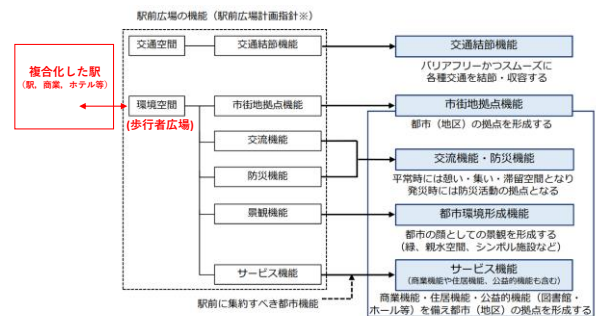 駅前広場の機能（駅前広場計画指針※）
複合化した駅
（駅、商業、ホテル等）
交通空間
交通結節機能
交通結節機能
バリアフリーかつスムーズに
各種交通を結節・収容する
環境空間
(歩行者広場)
市街地拠点機能
市街地拠点機能
都市（地区）の拠点を形成する
交流機能
防災機能
交流機能・防災機能
平常時には憩い・集い・滞留空間となり
発災時には防災活動の拠点となる
景観機能
都市環境形成機能
都市の顔としての景観を形成する
（緑、親水空間、シンボル施設など）
サービス機能
サービス機能
（商業機能や住居機能、公益的機能も含む）
駅前に集約すべき都市機能
商業機能・住居機能・公益的機能（図書館・
ホール等）を備え都市（地区）の拠点を形成する